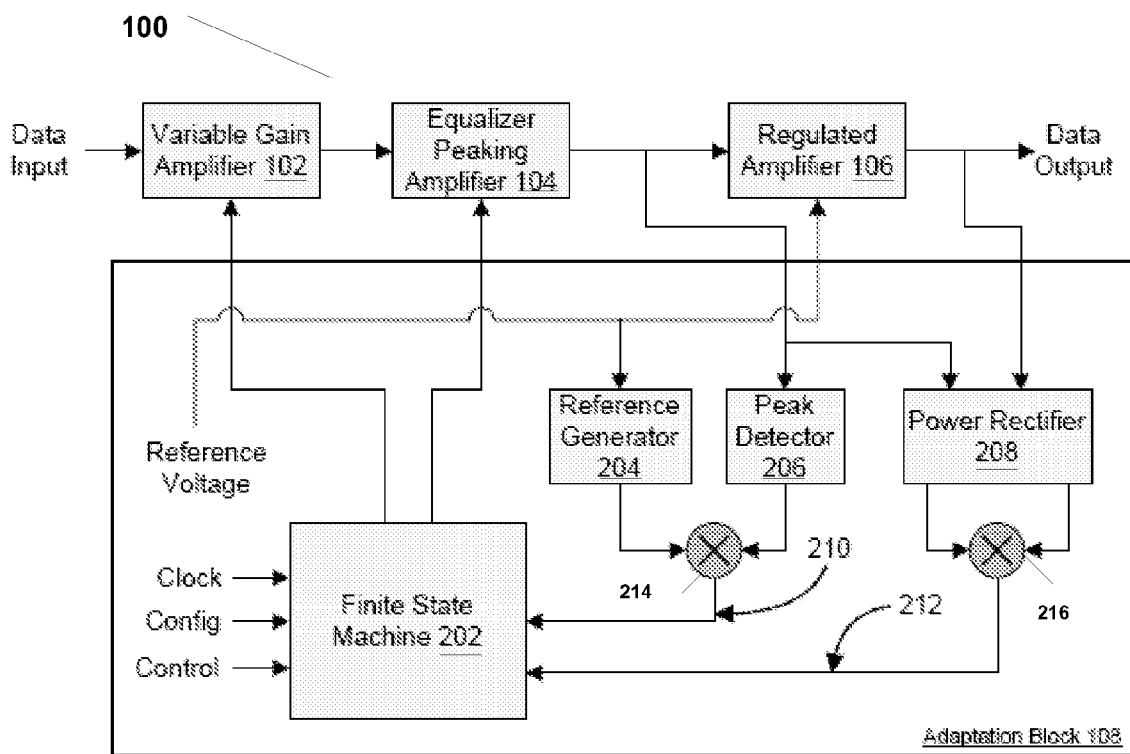 100
Data
Input
Variable Gain
Amplifier 102
Equalizer
Peaking
Amplifier 104
Regulated
Amplifier 106
Data
Output
Reference
Voltage
Reference
Generator
204
Peak
Detector
206
Power Rectifier
208
Clock
Config
Control
Finite State
Machine 202
214
210
212
216
Adaptation Block 108